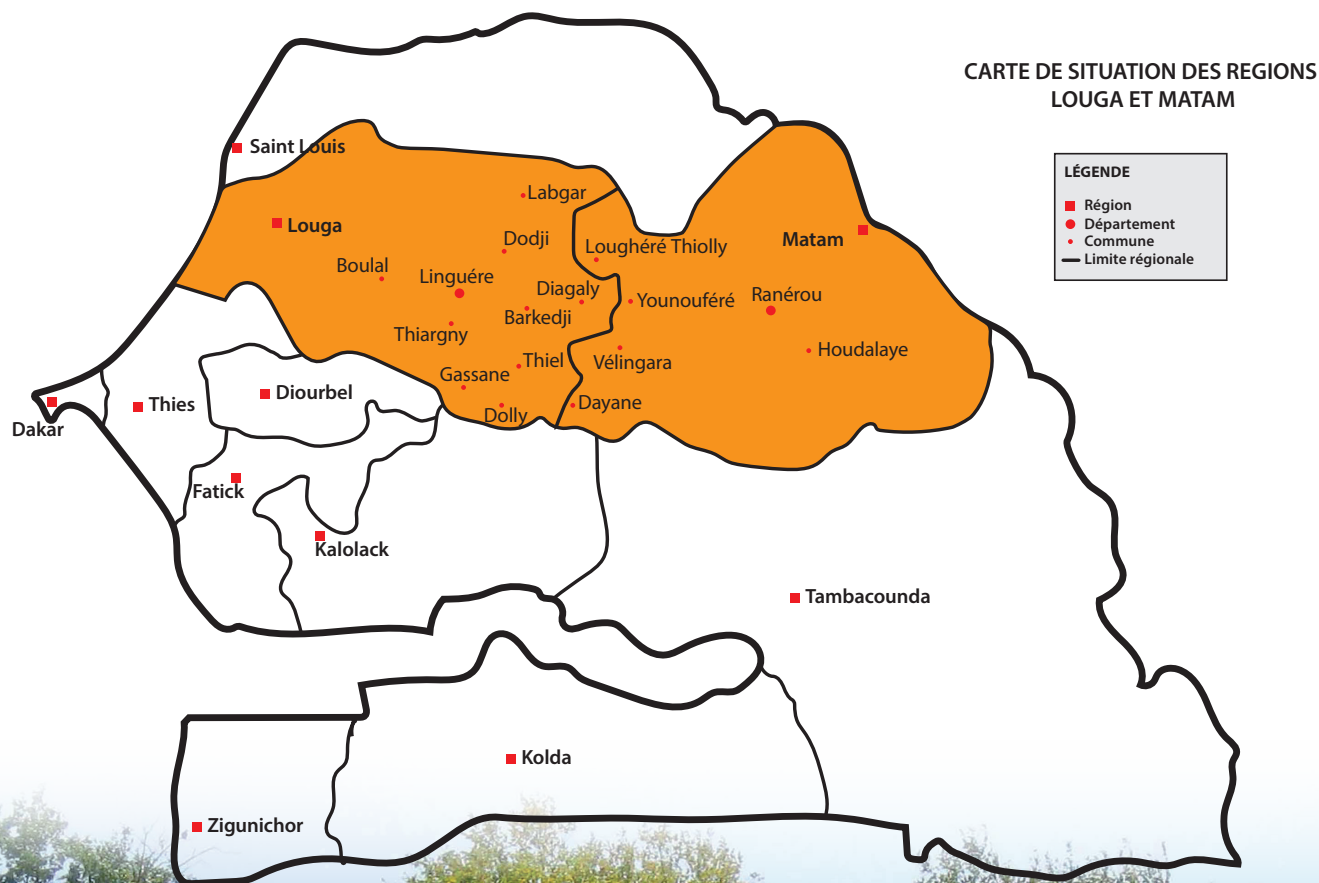 CARTE DE SITUATION DES REGIONS
LOUGA ET MATAM
LÉGENDE
Région
Département
Commune
Limite régionale
Saint Louis
Labgar
Louga
Matam
Dodji
Loughéré Thiolly
Boulal
Linguére
Diagaly
Younouféré
Ranérou
Barkedji
Thiargny
Houdalaye
Thiel
Vélingara
Gassane
Diourbel
Thies
Dakar
Dolly
Dayane
Fatick
Kalolack
Tambacounda
Kolda
Zigunichor